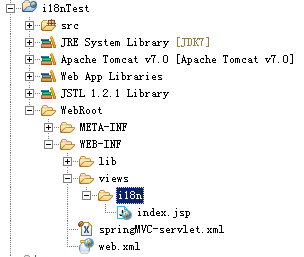 i18nTest
src
JRE System Library [JDK7]
Apache Tomcat v7.0 [Apache Tomcat v7.0]
Web App Libraries
JSTL 1.2.1 Library
WebRoot
META-INF
WEB-INF
lib
views
i18n
index.jsp
springMVC-servlet.xml
web.xml